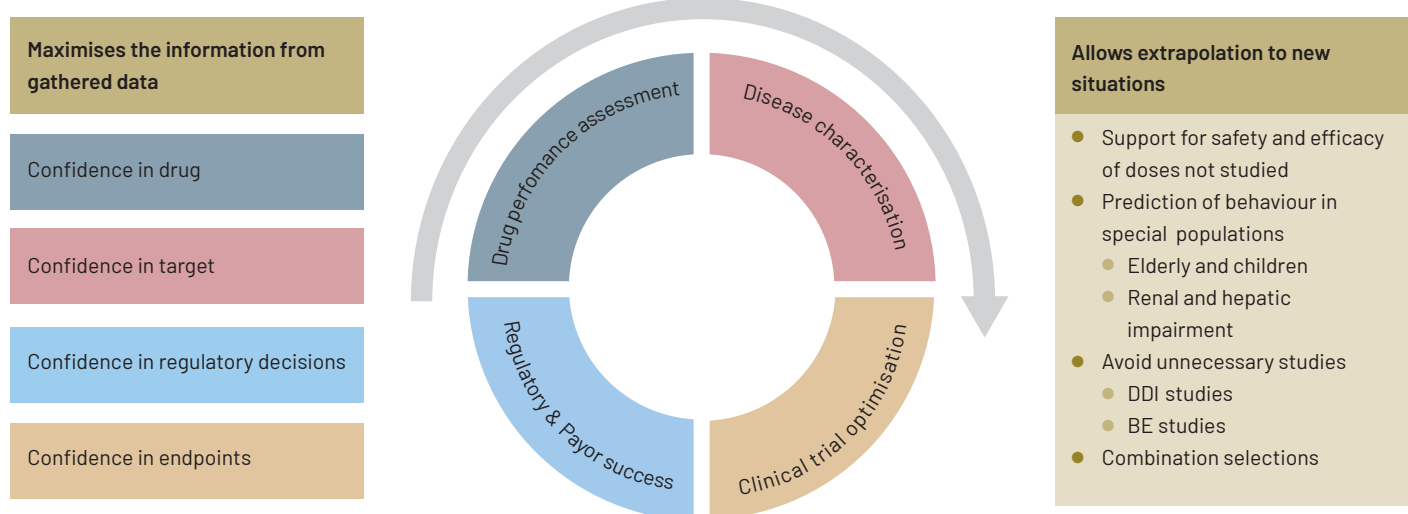 Maximises the information from
gathered data
Confidence in drug
Confidence in target
Confidence in regulatory decisions
Confidence in endpoints
Drug perfomance assessment
Disease characterisation
Regulatory & Payor success
Clinical trial optimisation
Allows extrapolation to new
situations
Support for safety and efficacy
of doses not studied
Prediction of behaviour in
special populations
Elderly and children
Renal and hepatic
impairment
Avoid unnecessary studies
DDI studies
BE studies
Combination selections